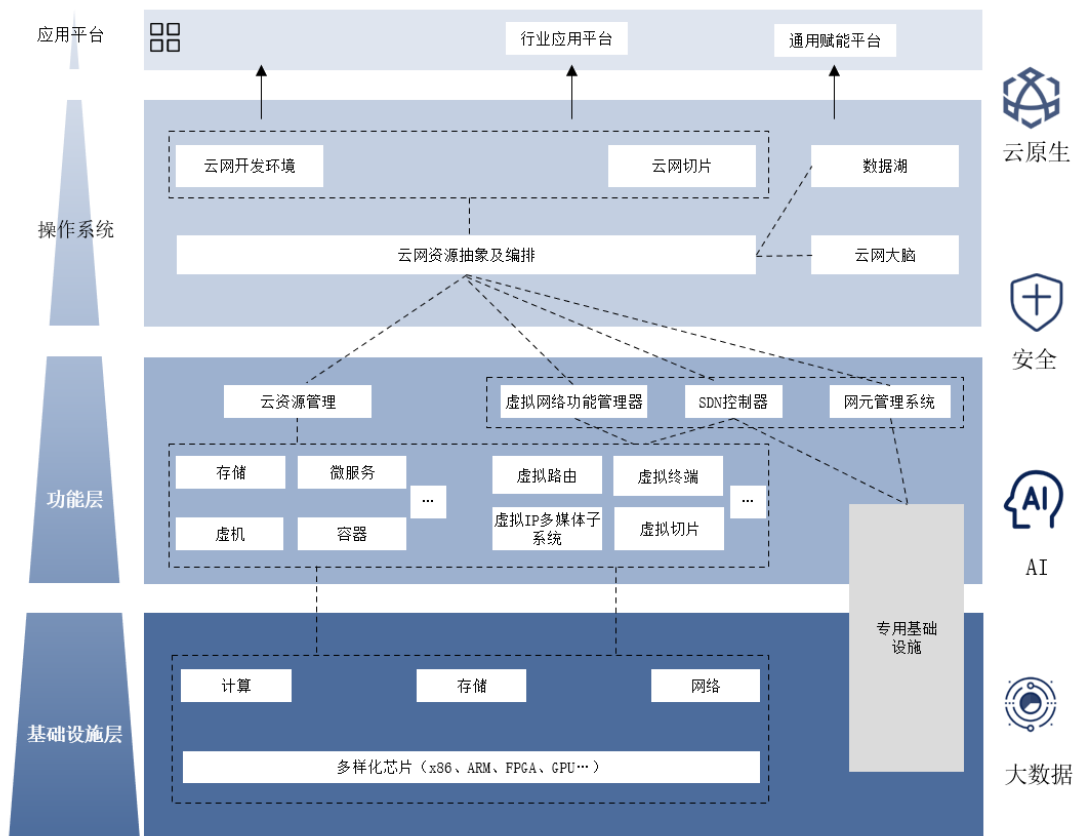 应用平台
行业应用平台
通用赋能平台
云原生
操作系统
云网开发环境
云网切片
数据湖
云网资源抽象及编排
云网大脑
安全
功能层
云资源管理
虚拟网络功能管理器
SDN控制器
网元管理系统
存储
微服务
…
虚机
容器
虚拟路由
虚拟终端
…
虚拟IP多媒体子
系统
虚拟切片
AI
AI
基础设施层
计算
存储
网络
多样化芯片（x86、ARM、FPGA、GPU…）
专用基础
设施
大数据